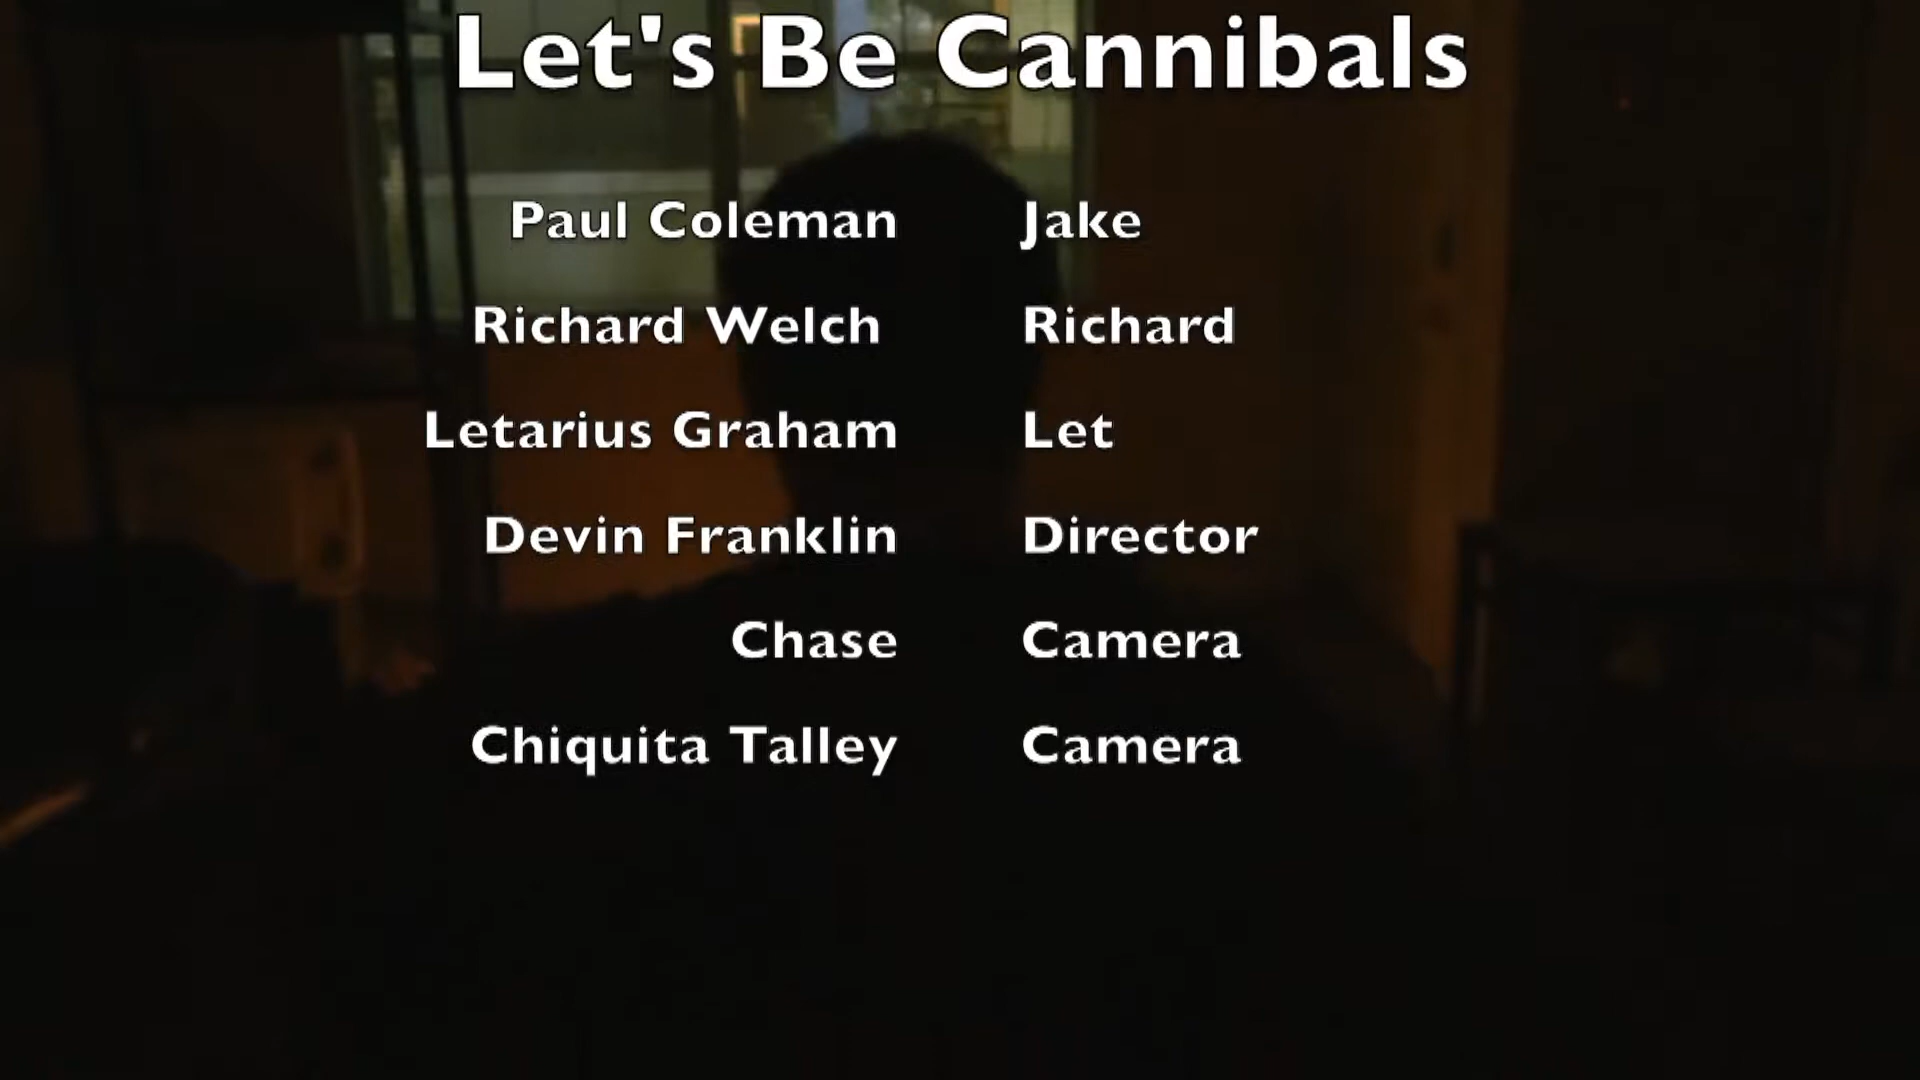 Let's Be Cannibals
Paul Coleman Jake
Richard Welch Richard
Letarius Graham Let
Devin Franklin Director
Chase Camera
Chiquita Talley Camera